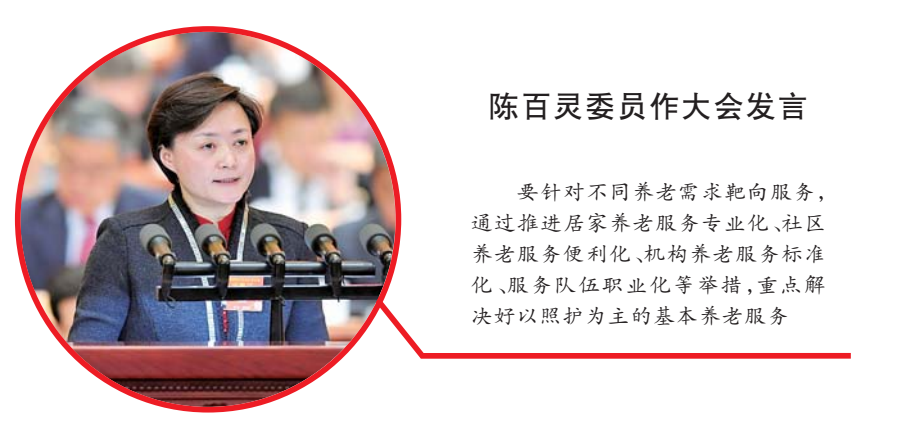 陈百灵委员作大会发言
要针对不同养老需求靶向服务，
通过推进居家养老服务专业化、社区
养老服务便利化、机构养老服务标准
化、服务队伍职业化等举措，重点解
决好以照护为主的基本养老服务